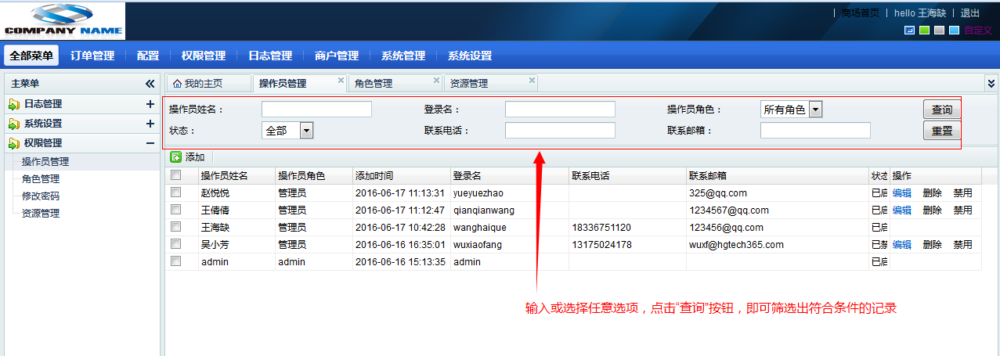 COMPANY NAME
| 商场首页 | hello 王海缺 | 退出
自定义
全部菜单 订单管理 配置 权限管理 日志管理 商户管理 系统管理 系统设置
主菜单
日志管理
系统设置
权限管理
操作员管理
角色管理
修改密码
资源管理
我的主页 操作员管理 角色管理 资源管理
操作员姓名： 登录名： 操作员角色： 所有角色 查询
状态： 全部 联系电话： 联系邮箱： 重置
添加
操作员姓名 操作员角色 添加时间 登录名 联系电话 联系邮箱 状态 操作
赵悦悦 管理员 2016-06-17 11:13:31 yueyuezhao 325@qq.com 已启 编辑 删除 禁用
王倩倩 管理员 2016-06-17 11:12:47 qianqianwang 1234567@qq.com 已启 编辑 删除 禁用
王海缺 管理员 2016-06-17 10:42:28 wanghaique 18336751120 123456@qq.com 已启
吴小芳 管理员 2016-06-16 16:35:01 wuxiaofang 13175024178 wuxf@hgtech365.com 已禁 编辑 删除 禁用
admin admin 2016-06-16 15:13:35 admin 已启
输入或选择任意选项，点击“查询”按钮，即可筛选出符合条件的记录